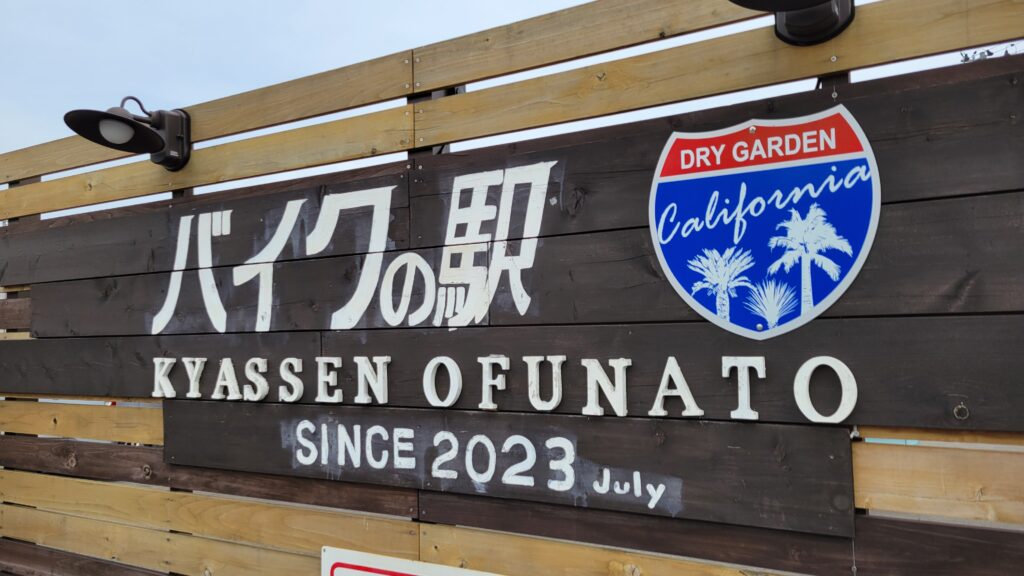 バイクの駅
DRY GARDEN
California
KYASSEN OFUNATO
SINCE 2023 July